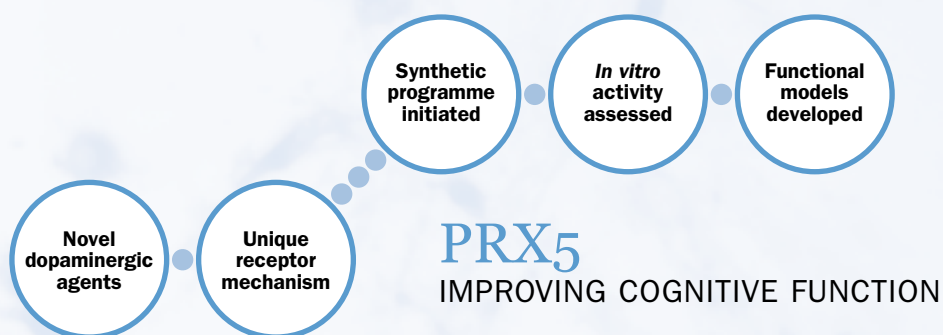 Synthetic
programme
initiated
In vitro
activity
assessed
Functional
models
developed
Novel
dopaminergic
agents
Unique
receptor
mechanism
PRX5
IMPROVING COGNITIVE FUNCTION